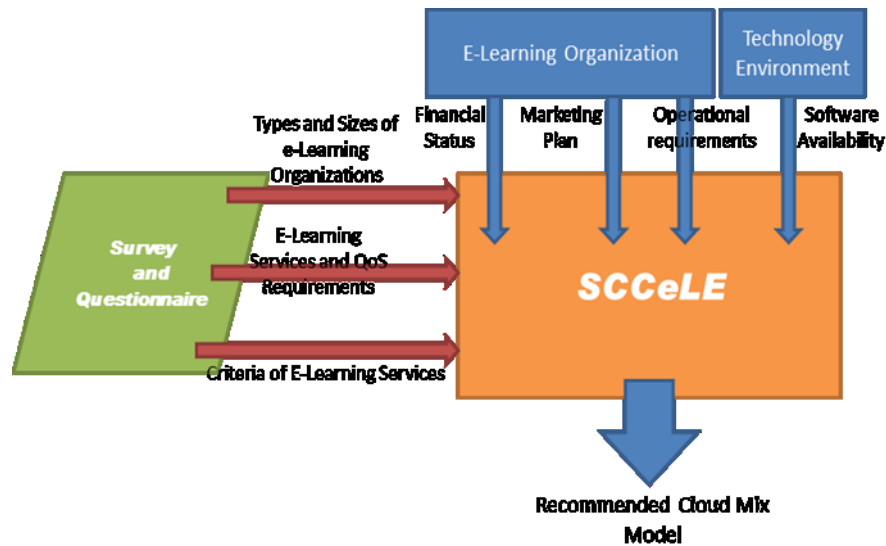 E-Learning Organization
Technology
Environment
Financial
Status
Marketing
Plan
Operational
requirements
Software
Availability
Types and Sizes of
e-Learning
Organizations
E-Learning
Services and QoS
Requirements
Criteria of E-Learning Services
Survey
and
Questionnaire
SCCeLE
Recommended Cloud Mix
Model